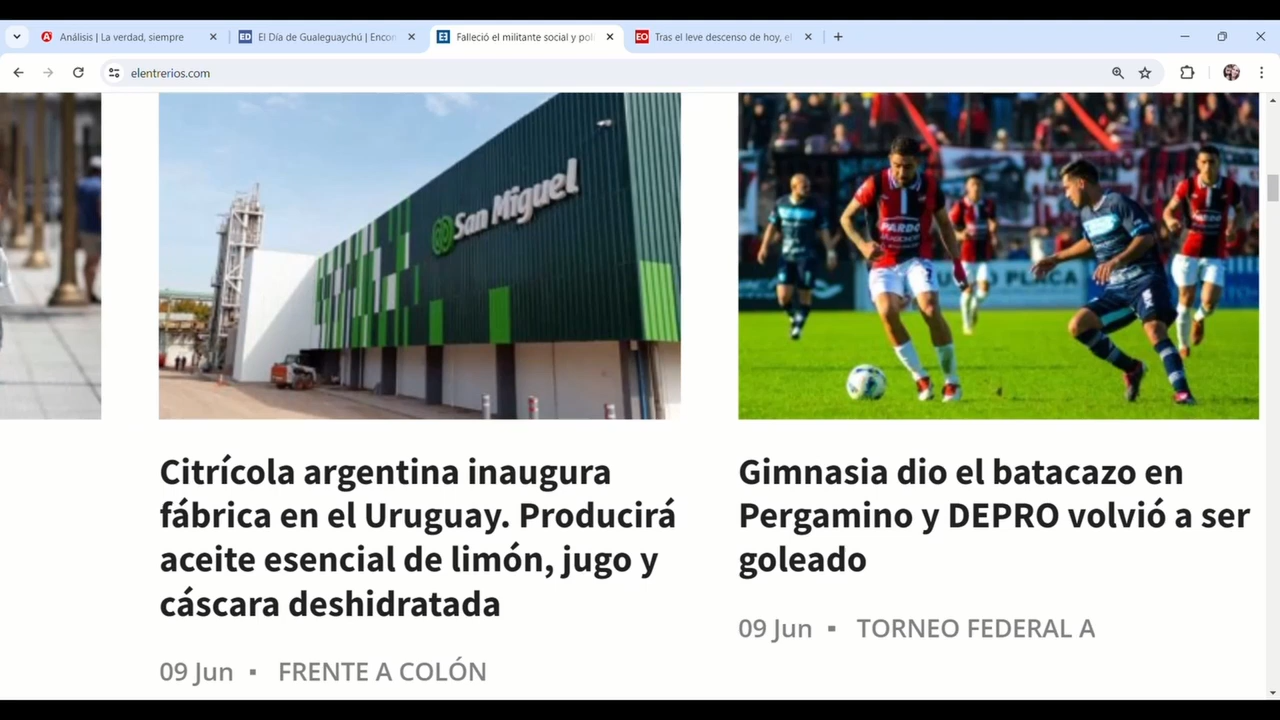 Análisis | La verdad, siempre
El Día de Gualeguaychú | Encon
Falleció el militante social y pol
Tras el leve descenso de hoy, el
elentrerios.com
San Miguel
PARDO
PLACA
Citrícola argentina inaugura
fábrica en el Uruguay. Producirá
aceite esencial de limón, jugo y
cáscara deshidratada
09 Jun ▪ FRENTE A COLÓN
Gimnasia dio el batacazo en
Pergamino y DEPRO volvió a ser
goleado
09 Jun ▪ TORNEO FEDERAL A